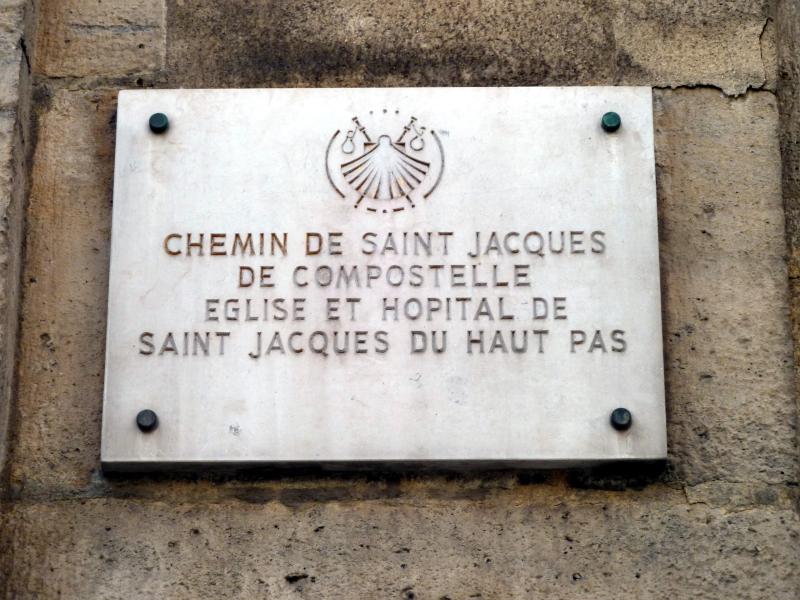 CHEMIN DE SAINT JACQUES
DE COMPOSTELLE
EGLISE ET HOPITAL DE
SAINT JACQUES DU HAUT PAS